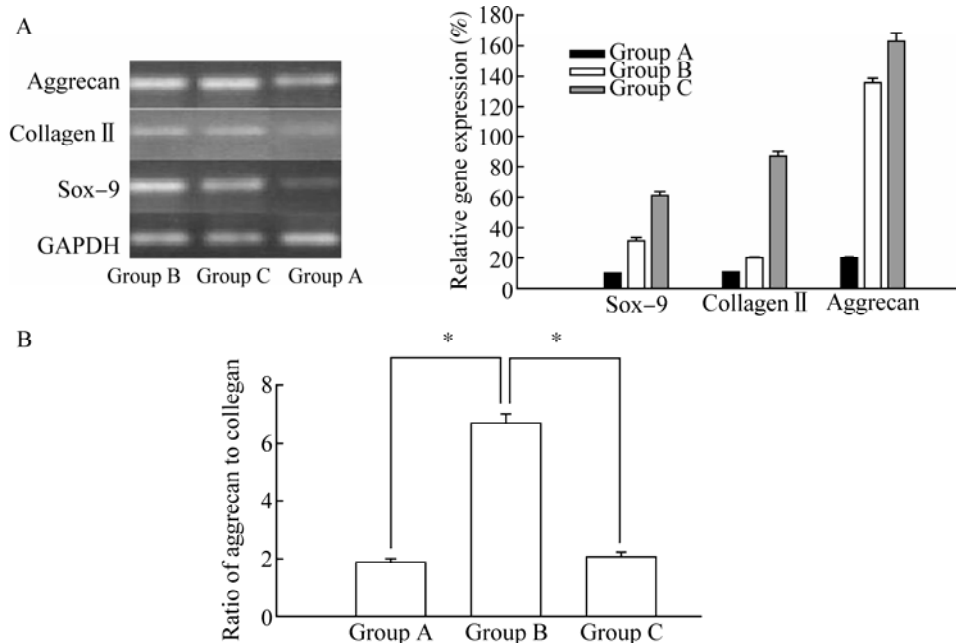 A
Aggrecan
Collagen Ⅱ
Sox-9
GAPDH
Group B Group C Group A
Relative gene expression (%)
180
160
140
120
100
80
60
40
20
0
Group A
Group B
Group C
Sox-9 Collagen Ⅱ Aggrecan
B
Ratio of aggrecan to collegan
8
6
4
2
0
* *
Group A Group B Group C